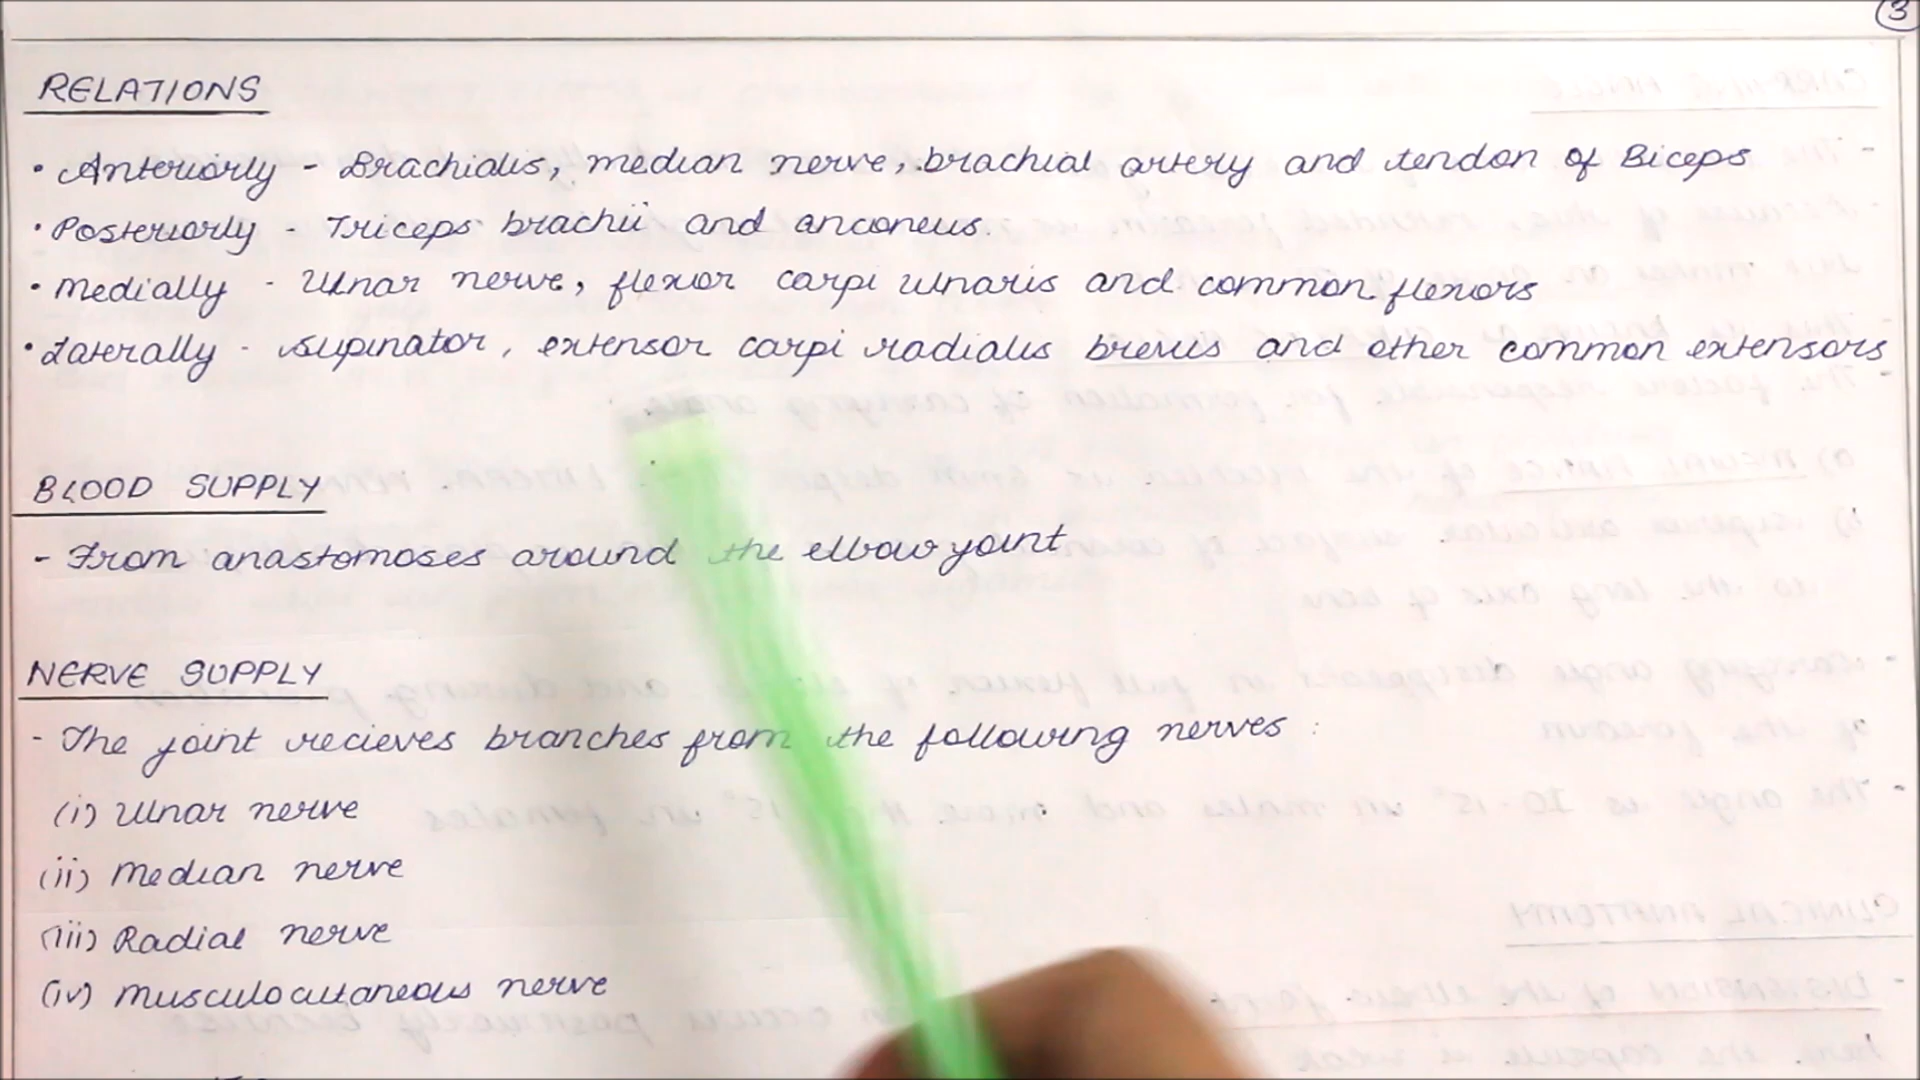 3
RELATIONS
• Anteriorly - Brachialis, median nerve, brachial artery and tendon of Biceps
• Posteriorly - Triceps brachii and anconeus.
• Medially - Ulnar nerve, flexor carpi ulnaris and common flexors
• Laterally - supinator, extensor carpi radialis brevis and other common extensors
BLOOD SUPPLY
- From anastomoses around the elbow joint
NERVE SUPPLY
- The joint recieves branches from the following nerves :
(i) Ulnar nerve
(ii) Median nerve
(iii) Radial nerve
(iv) Musculocutaneous nerve